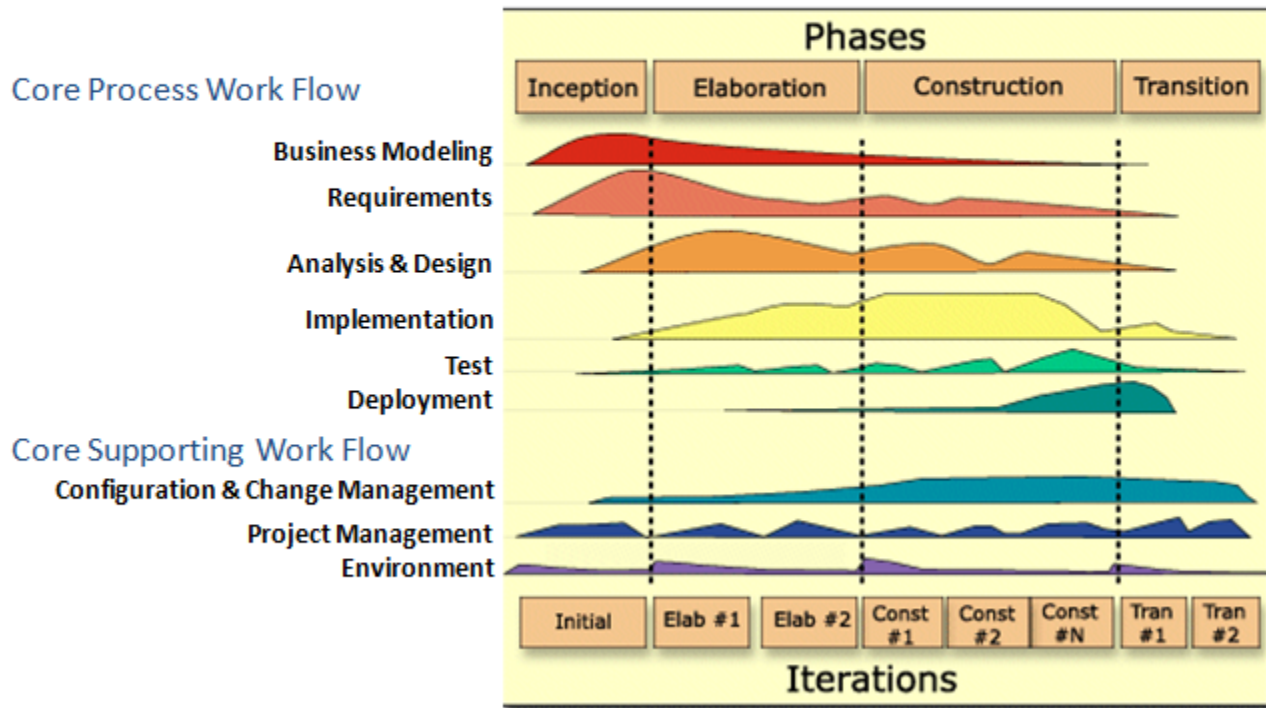 Phases
Core Process Work Flow
Inception
Elaboration
Construction
Transition
Business Modeling
Requirements
Analysis & Design
Implementation
Test
Deployment
Core Supporting Work Flow
Configuration & Change Management
Project Management
Environment
Initial
Elab #1
Elab #2
Const
#1
Const
#2
Const
#N
Tran
#1
Tran
#2
Iterations